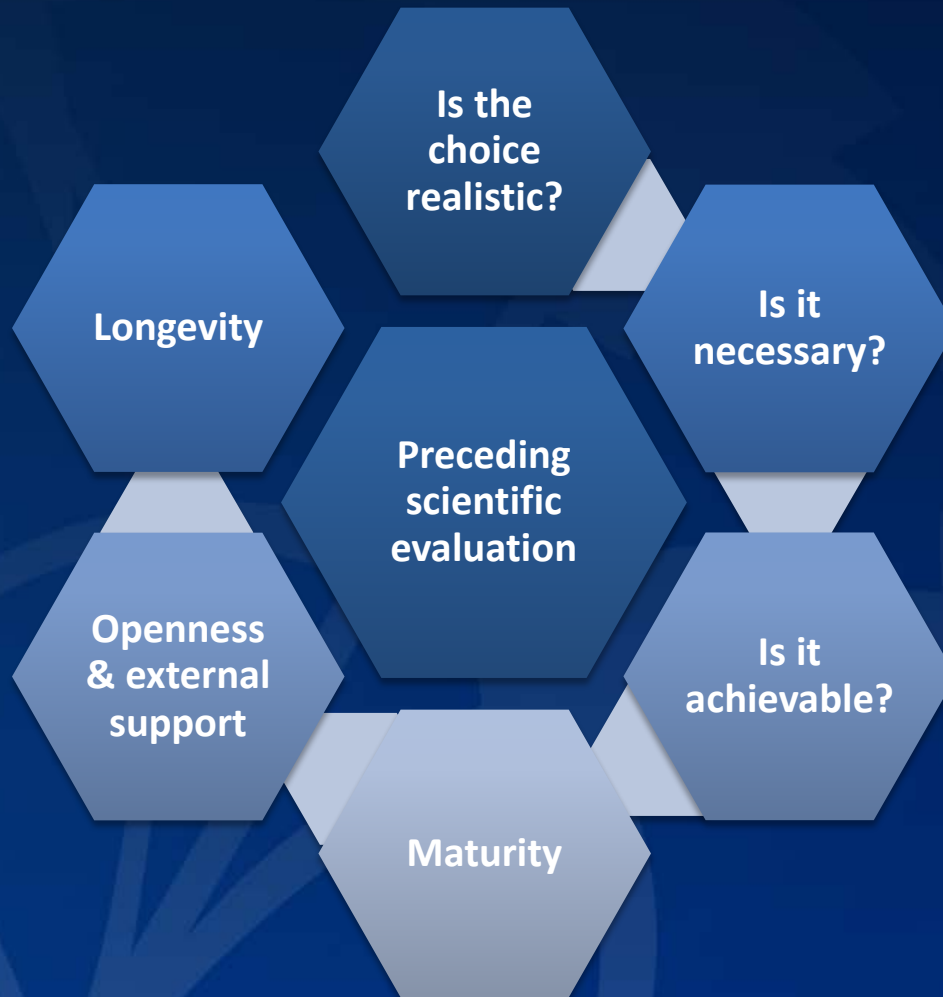 Is the
choice
realistic?
Is it
necessary?
Is it
achievable?
Maturity
Openness
& external
support
Longevity
Preceding
scientific
evaluation